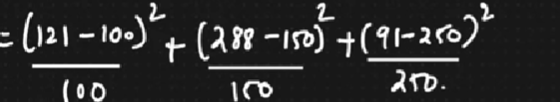 = (121 - 100)²/100 + (288 - 150)²/150 + (91 - 250)²/250.